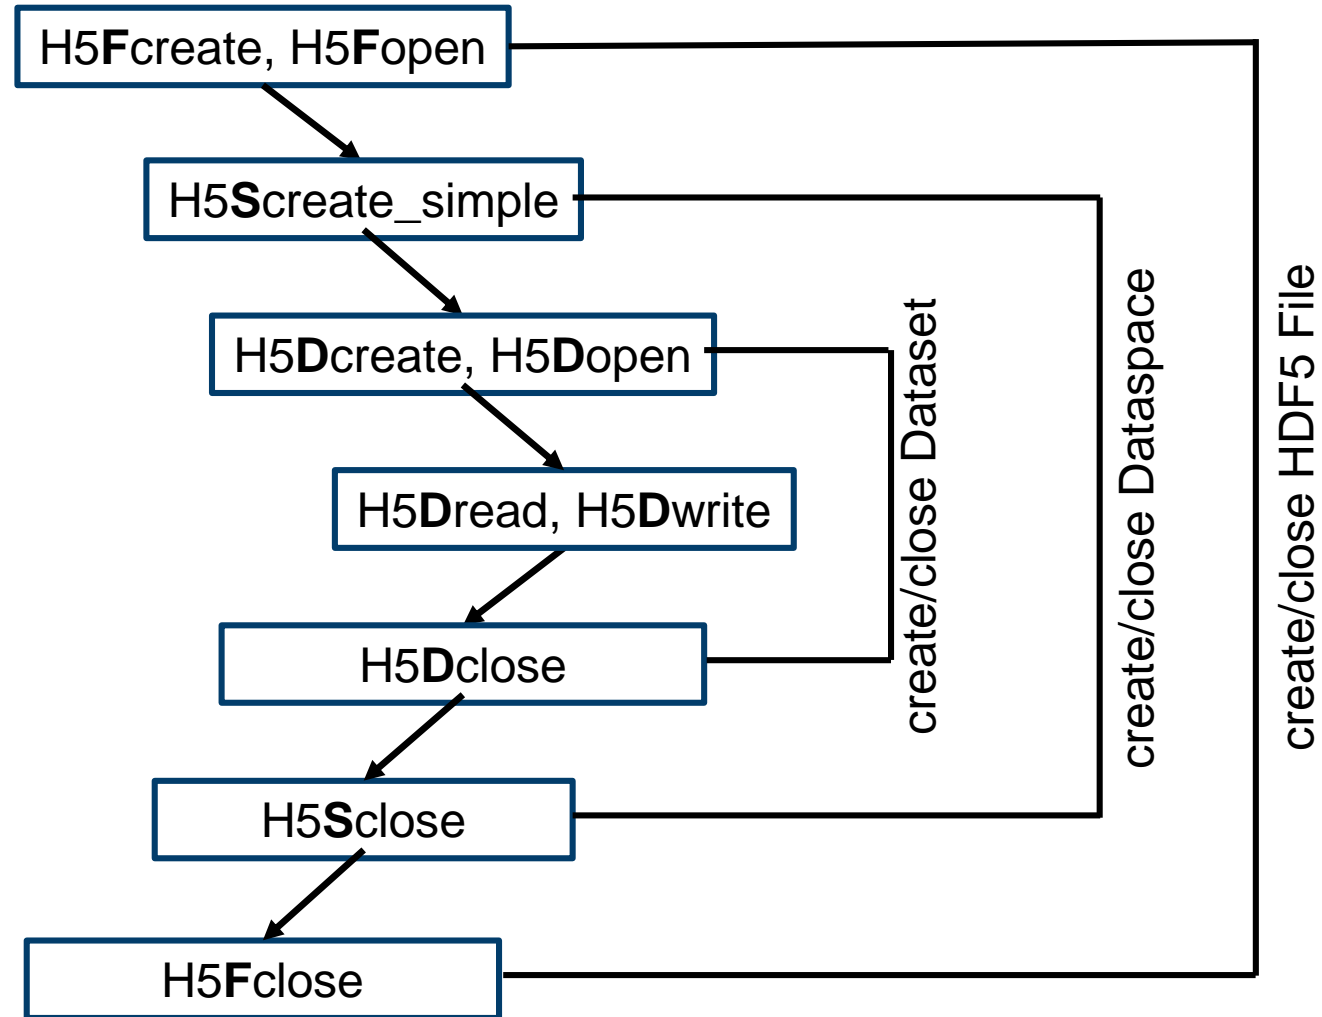 H5Fcreate, H5Fopen
H5Screate_simple
H5Dcreate, H5Dopen
H5Dread, H5Dwrite
H5Dclose
H5Sclose
H5Fclose
create/close Dataset
create/close Dataspace
create/close HDF5 File